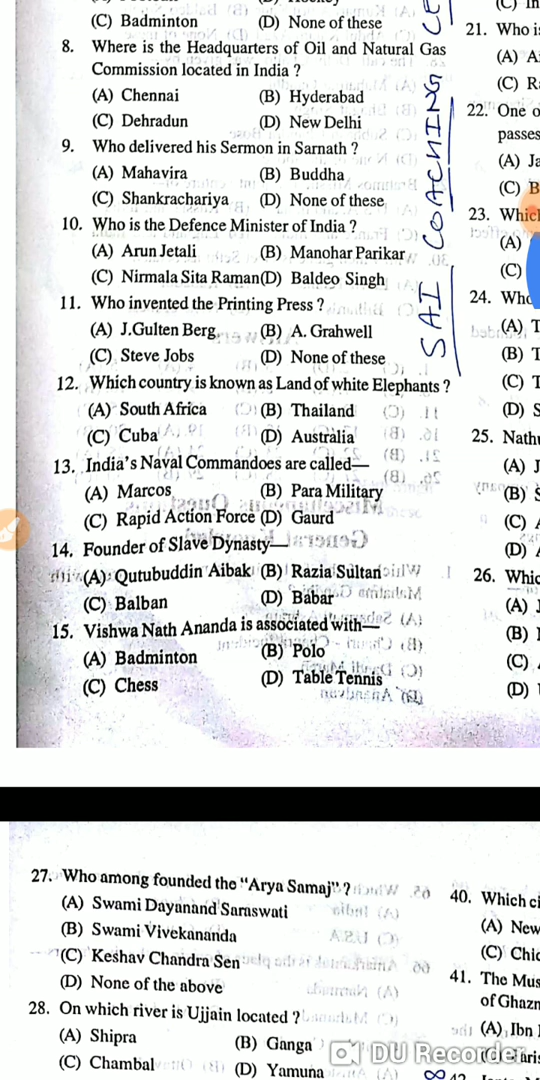 (C) Badminton (D) None of these
8. Where is the Headquarters of Oil and Natural Gas
Commission located in India ?
(A) Chennai (B) Hyderabad
(C) Dehradun (D) New Delhi
9. Who delivered his Sermon in Sarnath ?
(A) Mahavira (B) Buddha
(C) Shankrachariya (D) None of these
10. Who is the Defence Minister of India ?
(A) Arun Jetali (B) Manohar Parikar
(C) Nirmala Sita Raman (D) Baldeo Singh
11. Who invented the Printing Press ?
(A) J.Gulten Berg (B) A. Grahwell
(C) Steve Jobs (D) None of these
12. Which country is known as Land of white Elephants ?
(A) South Africa (B) Thailand
(C) Cuba (D) Australia
13. India's Naval Commandoes are called—
(A) Marcos (B) Para Military
(C) Rapid Action Force (D) Gaurd
14. Founder of Slave Dynasty—
(A) Qutubuddin Aibak (B) Razia Sultan
(C) Balban (D) Babar
15. Vishwa Nath Ananda is associated with—
(A) Badminton (B) Polo
(C) Chess (D) Table Tennis
SAI COACHING
21. Who
(A)
(C)
22. One
passes
(A)
(C)
23.
(A)
(C)
24.
(A)
(B)
(C)
(D)
25.
(A)
(B)
(C)
(D)
26.
(A)
(B)
(C)
(D)
27. Who among founded the "Arya Samaj" ?
(A) Swami Dayanand Saraswati
(B) Swami Vivekananda
(C) Keshav Chandra Sen
(D) None of the above
28. On which river is Ujjain located ?
(A) Shipra (B) Ganga
(C) Chambal (D) Yamuna
40. Which
(A) New
(C)
41. The
of
(A) Ibn
DU Recorder